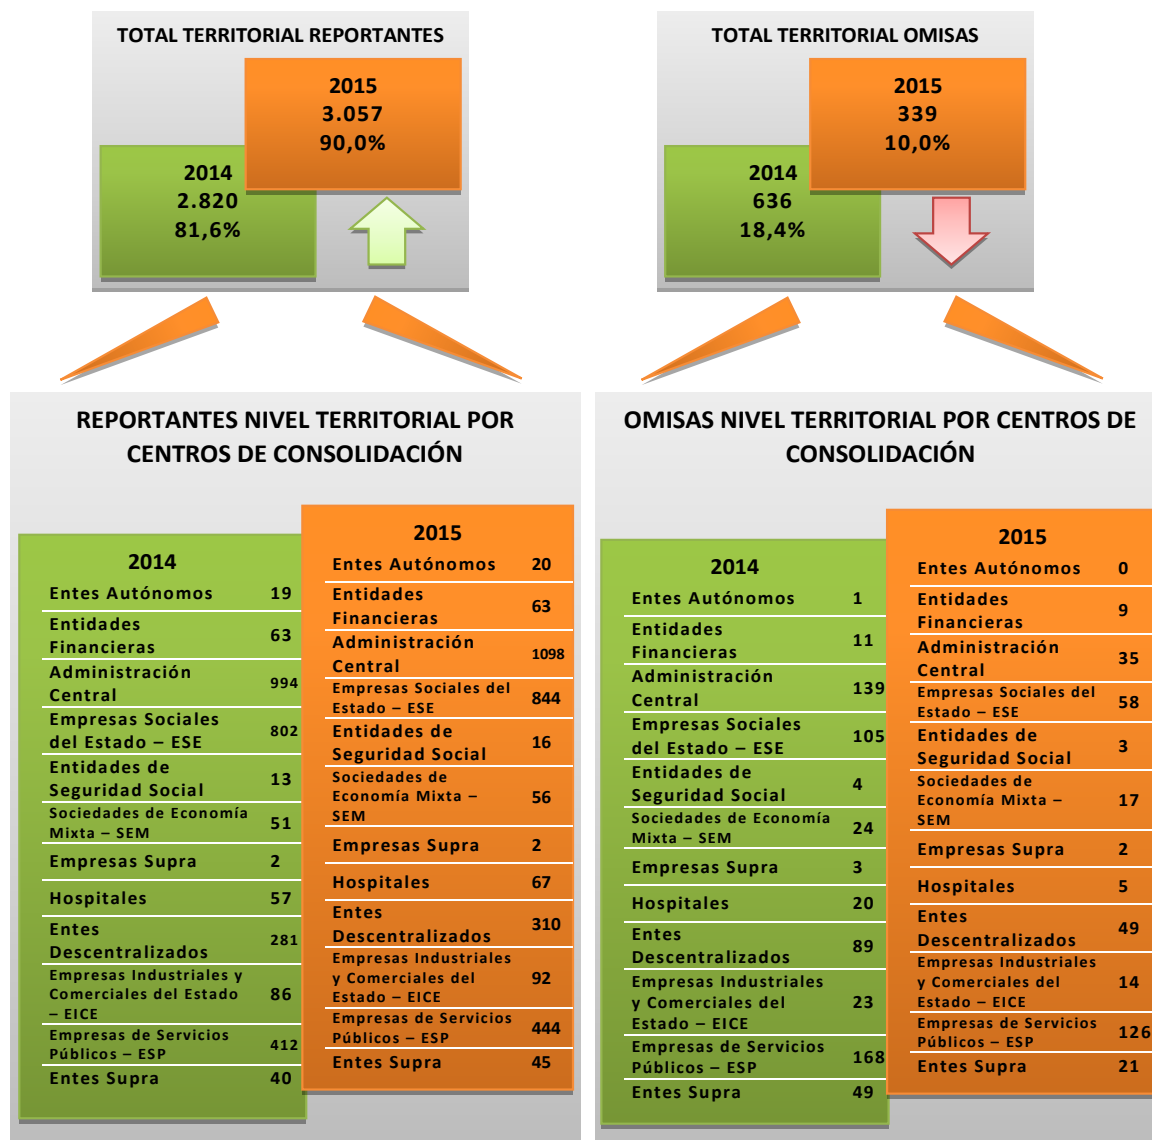 TOTAL TERRITORIAL REPORTANTES
2015
3.057
90,0%
2014
2.820
81,6%
TOTAL TERRITORIAL OMISAS
2015
339
10,0%
2014
636
18,4%
REPORTANTES NIVEL TERRITORIAL POR
CENTROS DE CONSOLIDACIÓN
2014
Entes Autónomos 19
Entidades
Financieras 63
Administración
Central 994
Empresas Sociales
del Estado – ESE 802
Entidades de
Seguridad Social 13
Sociedades de Economía
Mixta – SEM 51
Empresas Supra 2
Hospitales 57
Entes
Descentralizados 281
Empresas Industriales y
Comerciales del Estado 86
– EICE
Empresas de Servicios
Públicos – ESP 412
Entes Supra 40
2015
Entes Autónomos 20
Entidades
Financieras 63
Administración
Central 1098
Empresas Sociales del
Estado – ESE 844
Entidades de
Seguridad Social 16
Sociedades de
Economía Mixta – 56
SEM
Empresas Supra 2
Hospitales 67
Entes
Descentralizados 310
Empresas Industriales
y Comerciales del 92
Estado – EICE
Empresas de Servicios
Públicos – ESP 444
Entes Supra 45
OMISAS NIVEL TERRITORIAL POR CENTROS DE
CONSOLIDACIÓN
2014
Entes Autónomos 1
Entidades
Financieras 11
Administración
Central 139
Empresas Sociales
del Estado – ESE 105
Entidades de
Seguridad Social 4
Sociedades de Economía
Mixta – SEM 24
Empresas Supra 3
Hospitales 20
Entes
Descentralizados 89
Empresas Industriales
y Comerciales del 23
Estado – EICE
Empresas de Servicios
Públicos – ESP 168
Entes Supra 49
2015
Entes Autónomos 0
Entidades
Financieras 9
Administración
Central 35
Empresas Sociales del
Estado – ESE 58
Entidades de
Seguridad Social 3
Sociedades de
Economía Mixta – 17
SEM
Empresas Supra 2
Hospitales 5
Entes
Descentralizados 49
Empresas Industriales
y Comerciales del 14
Estado – EICE
Empresas de Servicios
Públicos – ESP 126
Entes Supra 21